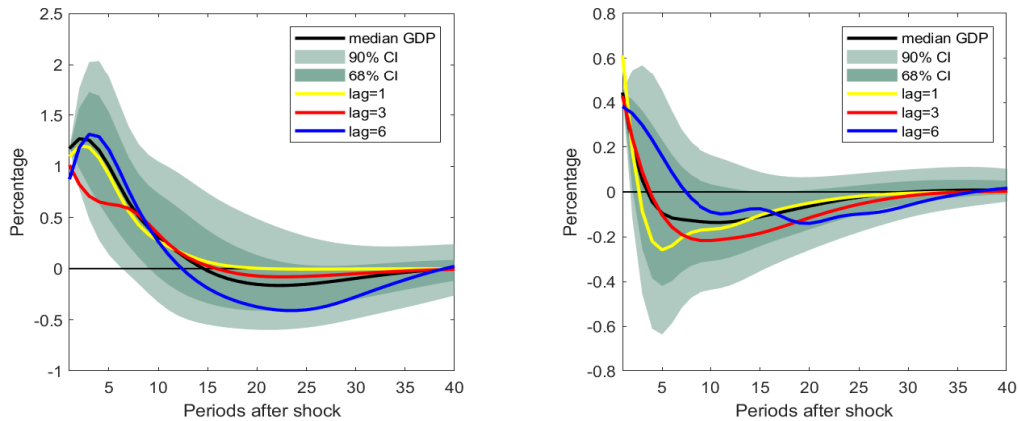 2.5
2
1.5
1
0.5
0
-0.5
-1
Percentage
5 10 15 20 25 30 35 40
Periods after shock
median GDP
90% CI
68% CI
lag=1
lag=3
lag=6
0.8
0.6
0.4
0.2
0
-0.2
-0.4
-0.6
-0.8
Percentage
5 10 15 20 25 30 35 40
Periods after shock
median GDP
90% CI
68% CI
lag=1
lag=3
lag=6